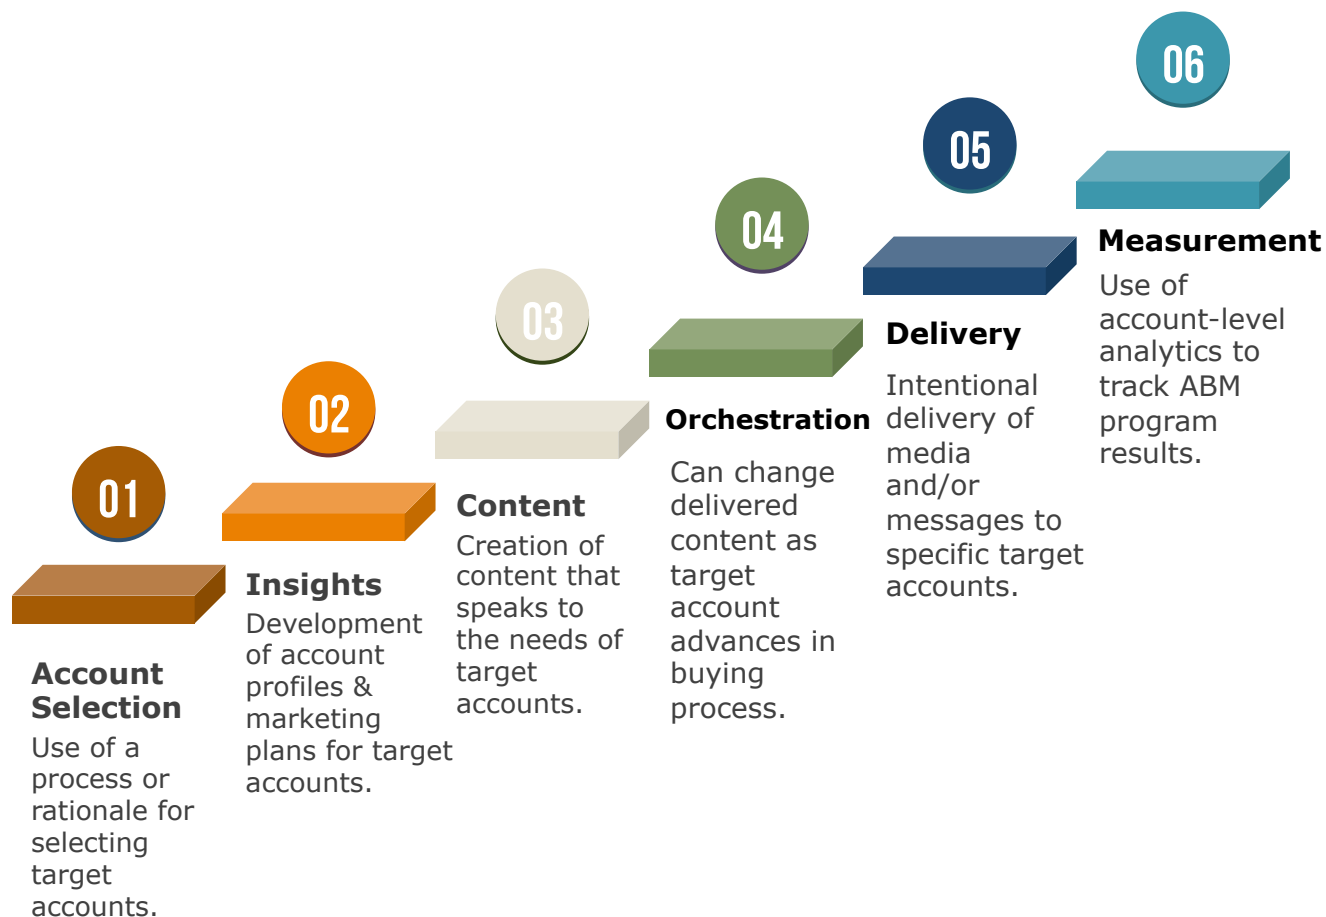 01
Account
Selection
Use of a
process or
rationale for
selecting
target
accounts.
02
Insights
Development
of account
profiles &
marketing
plans for target
accounts.
03
Content
Creation of
content that
speaks to
the needs of
target
accounts.
04
Orchestration
Can change
delivered
content as
target
account
advances in
buying
process.
05
Delivery
Intentional
delivery of
media
and/or
messages to
specific target
accounts.
06
Measurement
Use of
account-level
analytics to
track ABM
program
results.